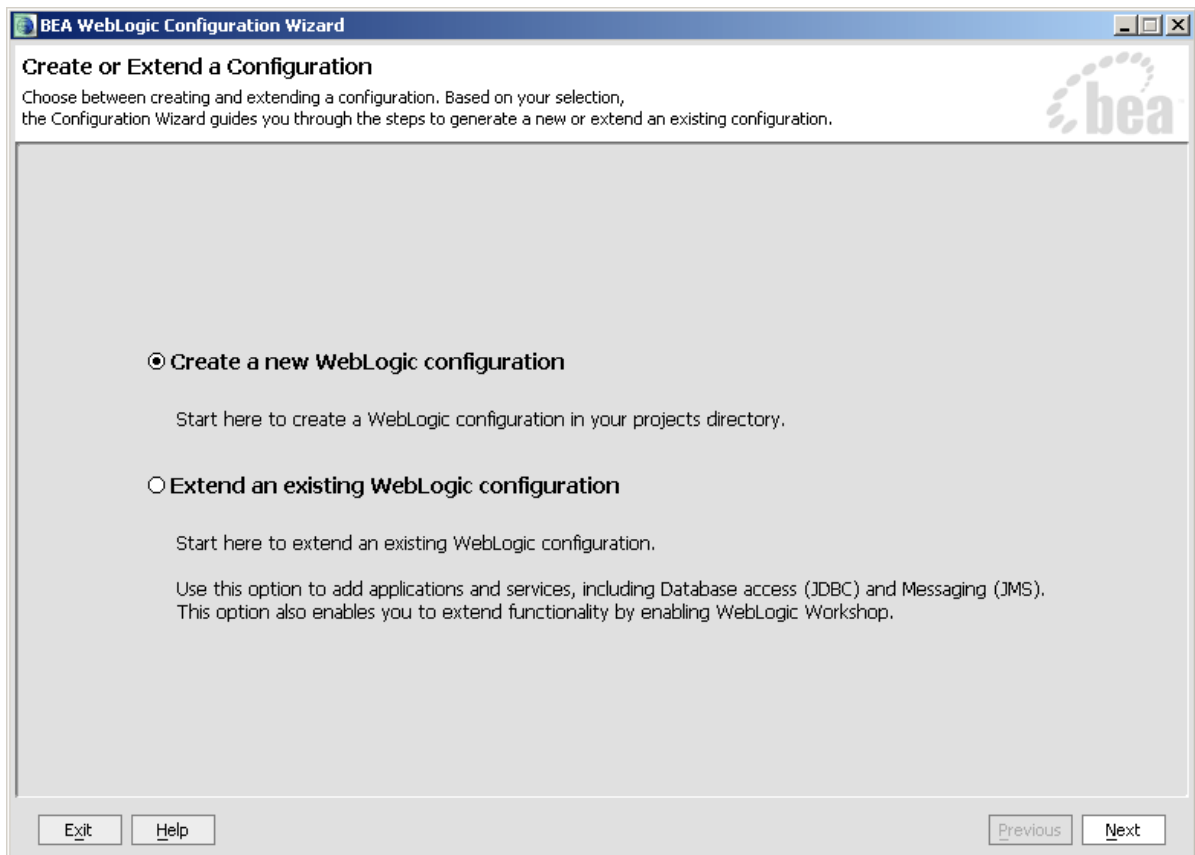 BEA WebLogic Configuration Wizard
Create or Extend a Configuration
Choose between creating and extending a configuration. Based on your selection,
the Configuration Wizard guides you through the steps to generate a new or extend an existing configuration.
bea
Create a new WebLogic configuration
Start here to create a WebLogic configuration in your projects directory.
Extend an existing WebLogic configuration
Start here to extend an existing WebLogic configuration.
Use this option to add applications and services, including Database access (JDBC) and Messaging (JMS).
This option also enables you to extend functionality by enabling WebLogic Workshop.
Exit Help Previous Next